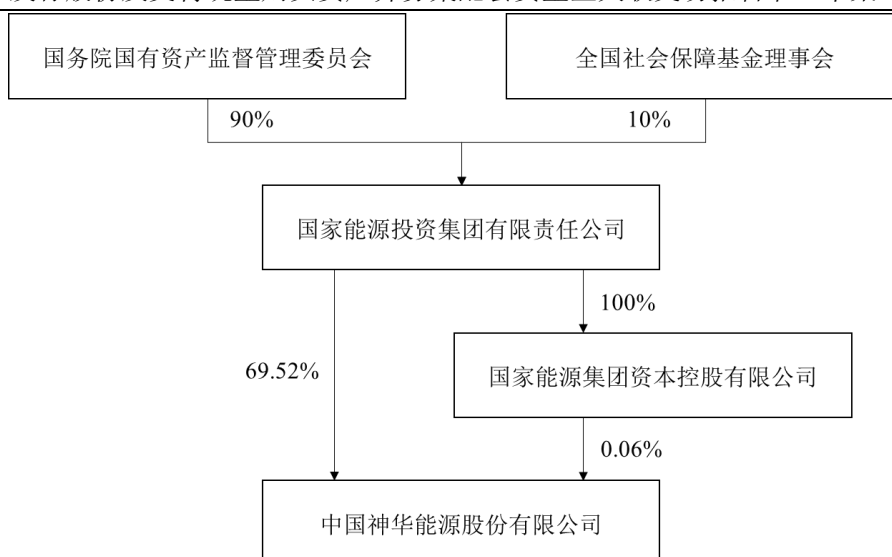 国务院国有资产监督管理委员会
全国社会保障基金理事会
90%
10%
国家能源投资集团有限责任公司
100%
69.52%
国家能源集团资本控股有限公司
0.06%
中国神华能源股份有限公司